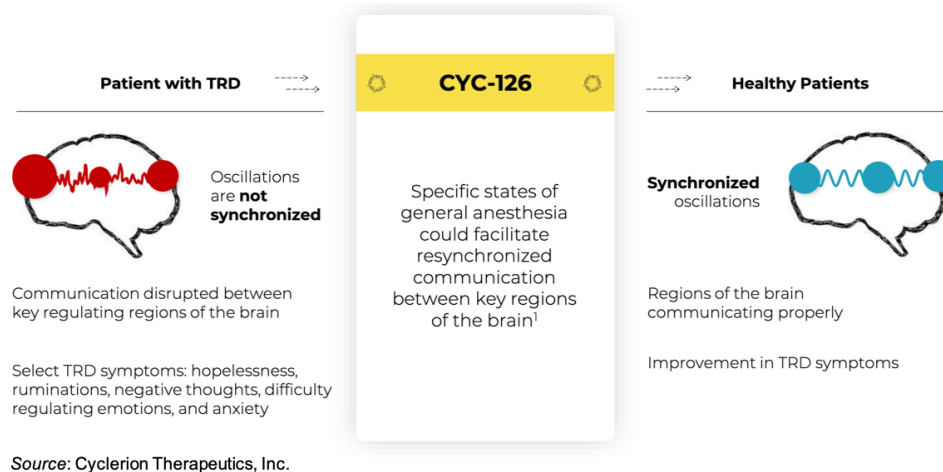 Patient with TRD
Oscillations
are not
synchronized
Communication disrupted between
key regulating regions of the brain
Select TRD symptoms: hopelessness,
ruminations, negative thoughts, difficulty
regulating emotions, and anxiety
CYC-126
Specific states of
general anesthesia
could facilitate
resynchronized
communication
between key regions
of the brain¹
Healthy Patients
Synchronized
oscillations
Regions of the brain
communicating properly
Improvement in TRD symptoms
Source: Cyclerion Therapeutics, Inc.